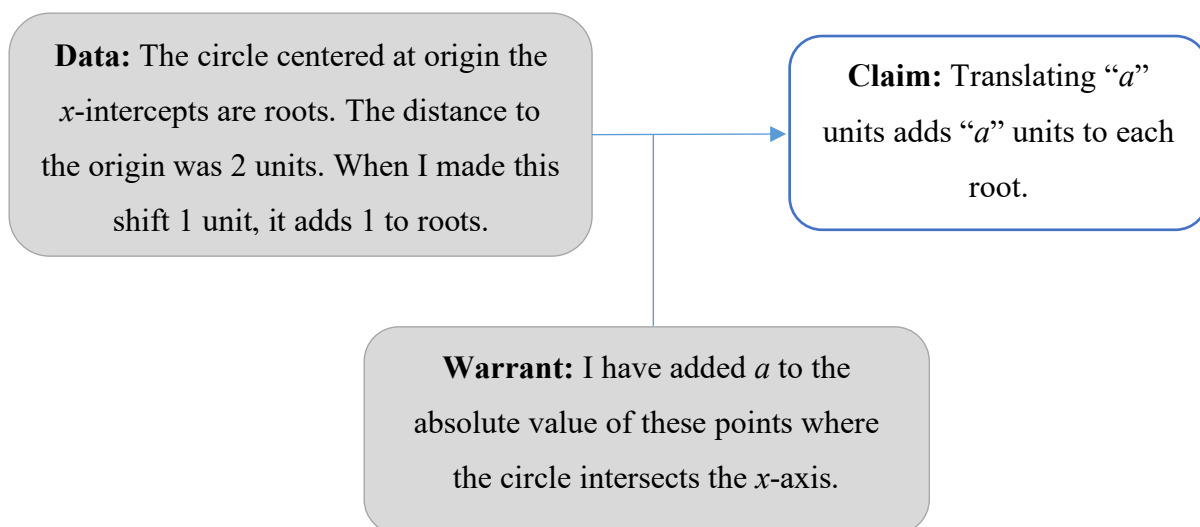 Data: The circle centered at origin the
x-intercepts are roots. The distance to
the origin was 2 units. When I made this
shift 1 unit, it adds 1 to roots.
Claim: Translating “a”
units adds “a” units to each
root.
Warrant: I have added a to the
absolute value of these points where
the circle intersects the x-axis.